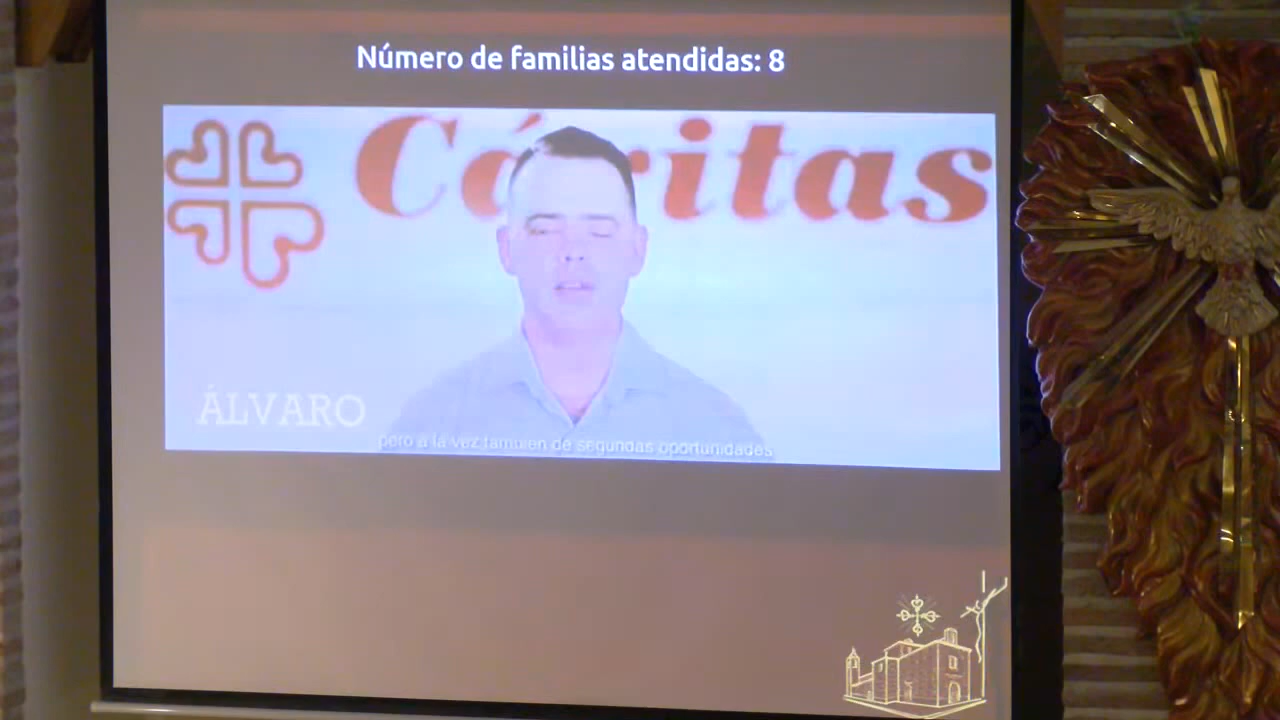 Número de familias atendidas: 8
Cáritas
ÁLVARO
pero a la vez también de segundas oportunidades